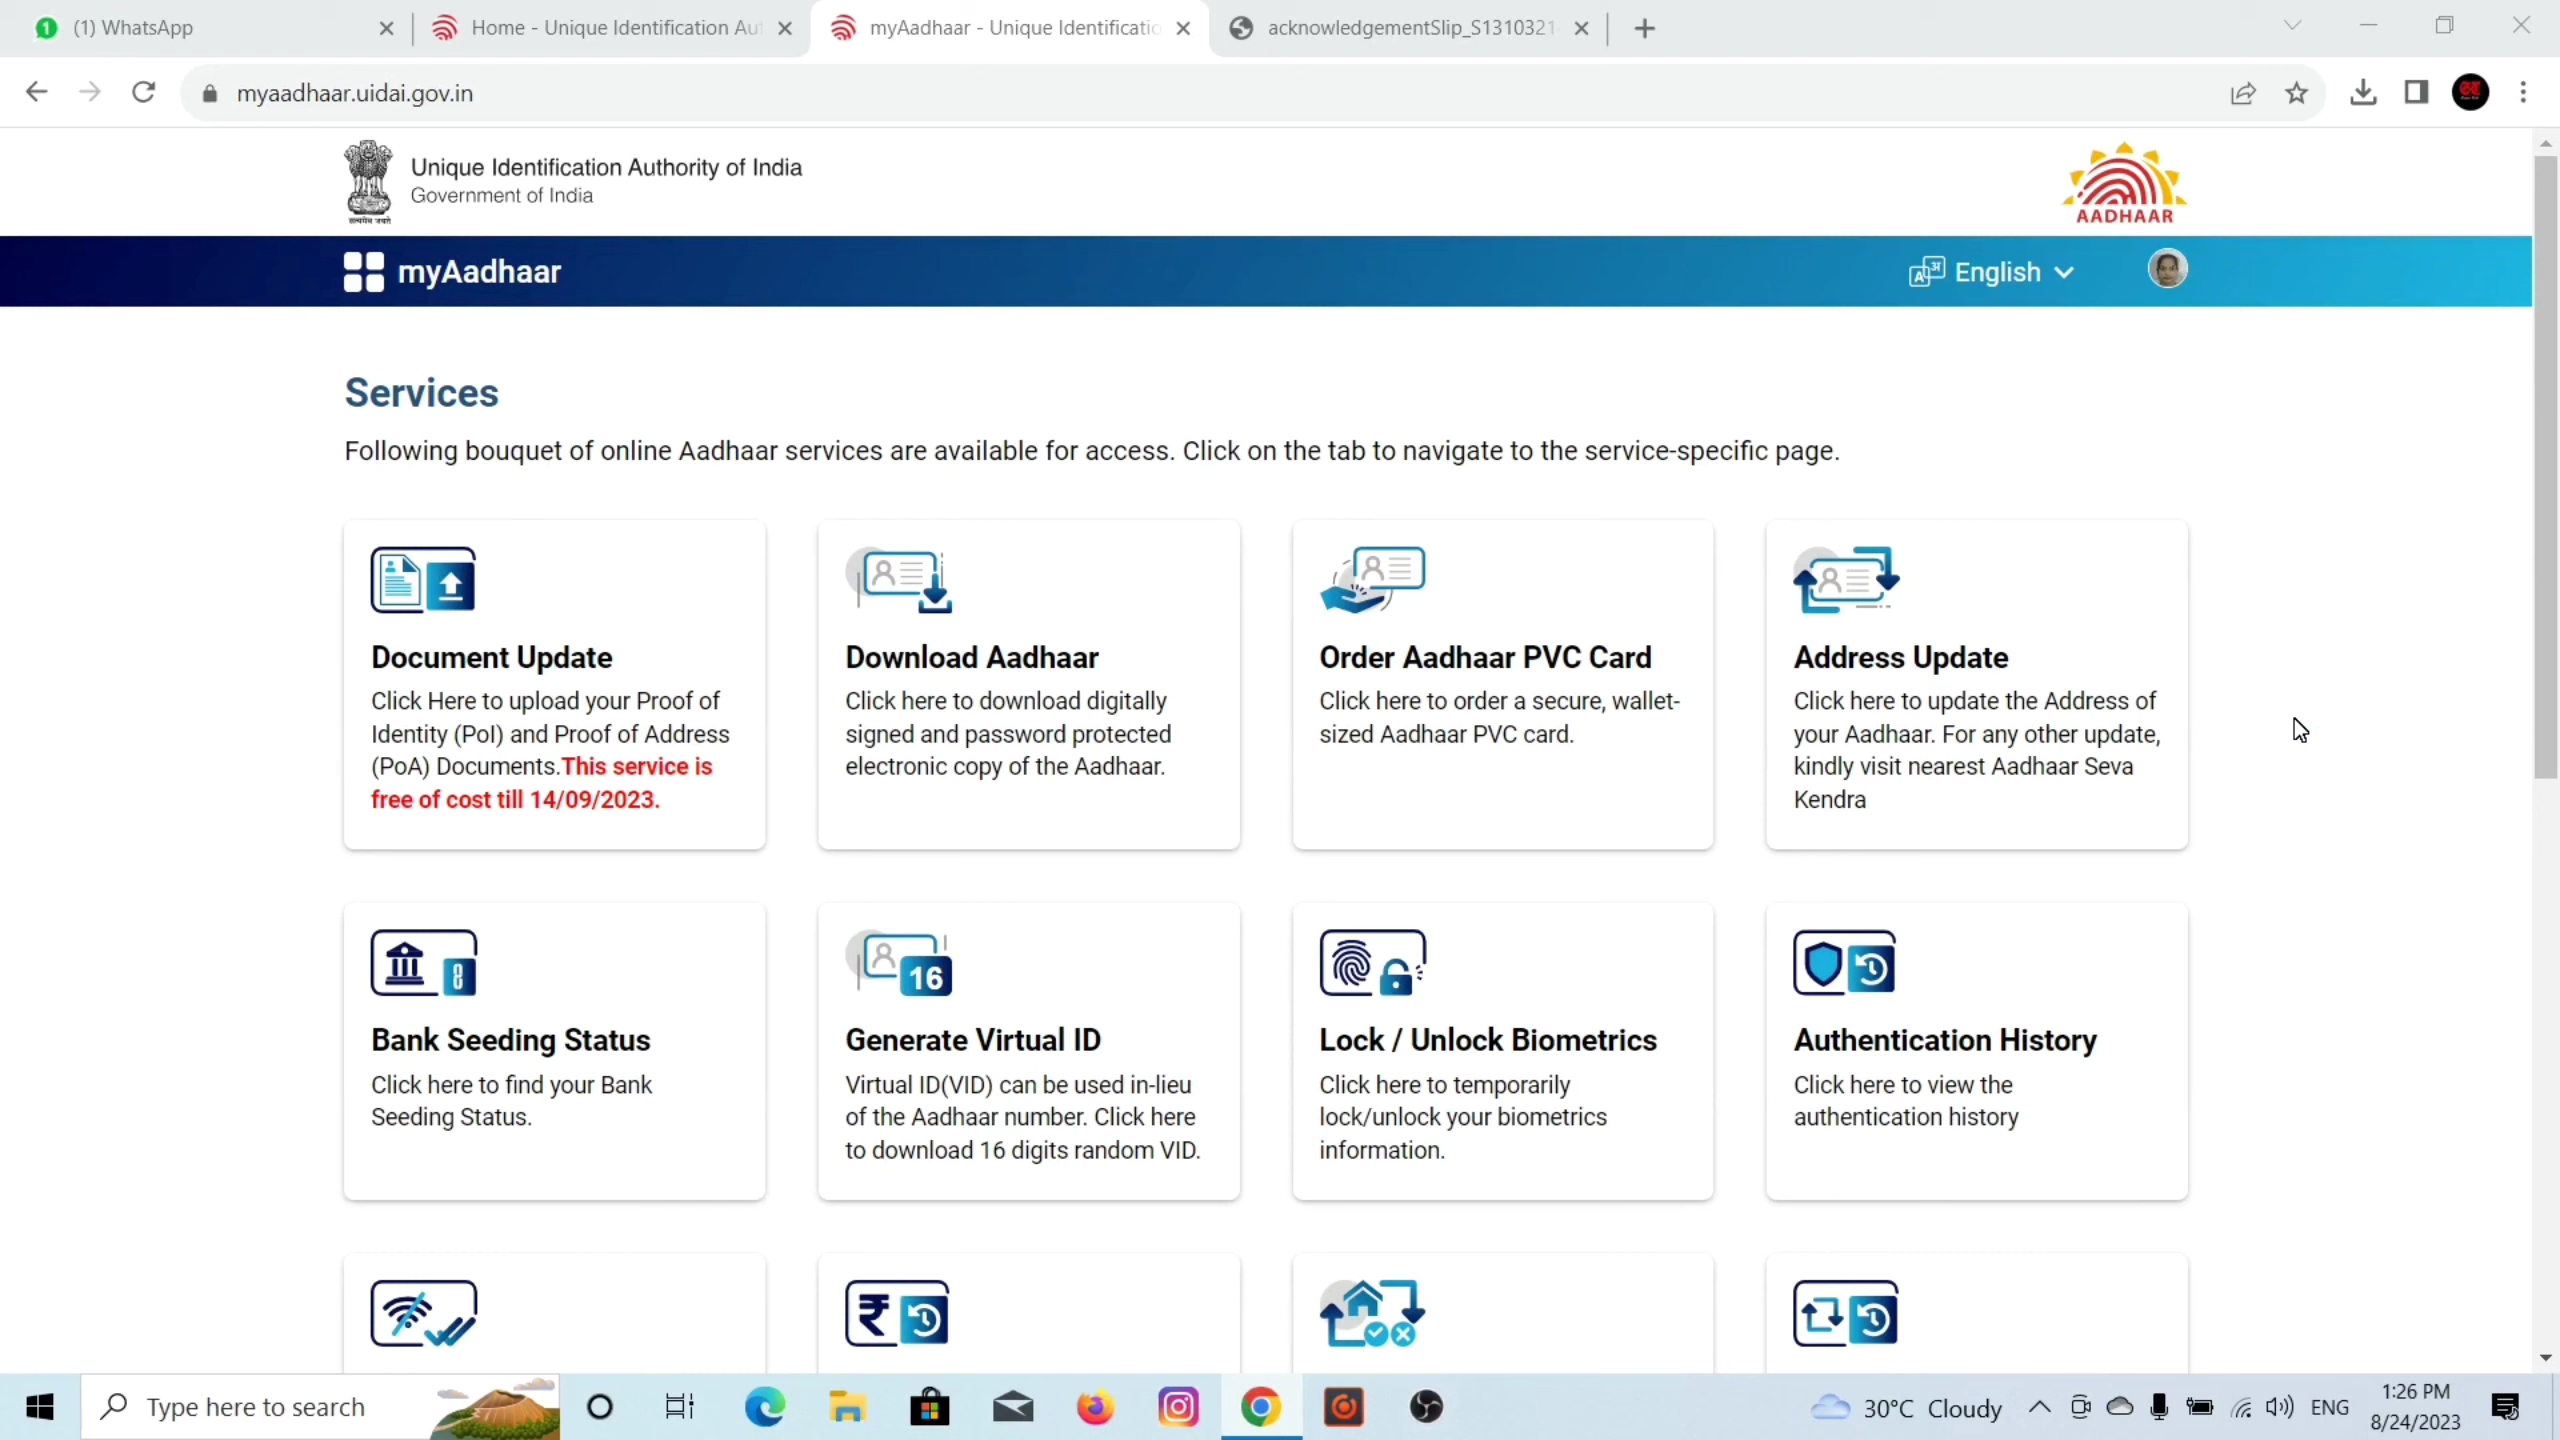 (1) WhatsApp
Home - Unique Identification Aut
myAadhaar - Unique Identificatio
acknowledgementSlip_S1310321
myaadhaar.uidai.gov.in
Unique Identification Authority of India
Government of India
सत्यमेव जयते
AADHAAR
myAadhaar
English
Services
Following bouquet of online Aadhaar services are available for access. Click on the tab to navigate to the service-specific page.
Document Update
Click Here to upload your Proof of
Identity (PoI) and Proof of Address
(PoA) Documents.This service is
free of cost till 14/09/2023.
Download Aadhaar
Click here to download digitally
signed and password protected
electronic copy of the Aadhaar.
Order Aadhaar PVC Card
Click here to order a secure, wallet-
sized Aadhaar PVC card.
Address Update
Click here to update the Address of
your Aadhaar. For any other update,
kindly visit nearest Aadhaar Seva
Kendra
Bank Seeding Status
Click here to find your Bank
Seeding Status.
16
Generate Virtual ID
Virtual ID(VID) can be used in-lieu
of the Aadhaar number. Click here
to download 16 digits random VID.
Lock / Unlock Biometrics
Click here to temporarily
lock/unlock your biometrics
information.
Authentication History
Click here to view the
authentication history
Type here to search
30°C Cloudy
ENG
1:26 PM
8/24/2023